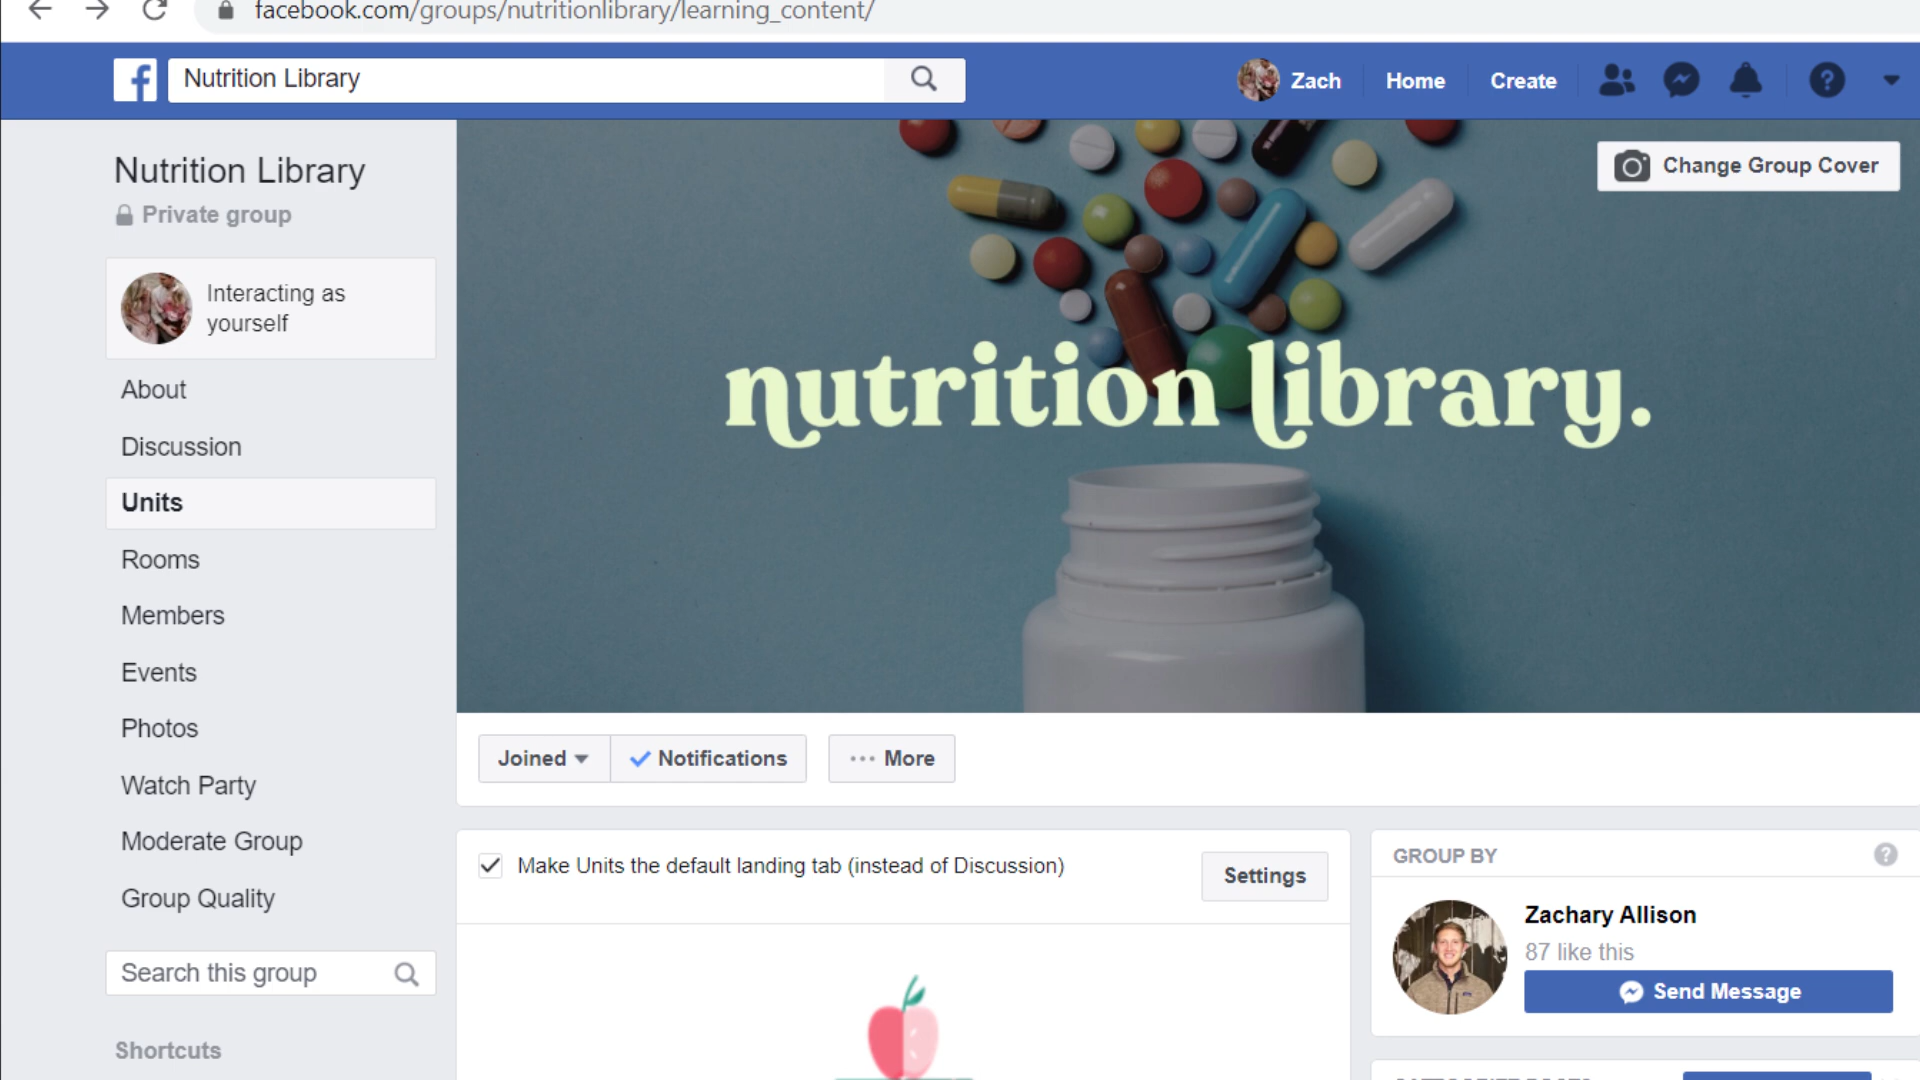 facebook.com/groups/nutritionlibrary/learning_content/
f
Nutrition Library
Zach
Home
Create
?
Nutrition Library
Private group
Interacting as
yourself
About
Discussion
Units
Rooms
Members
Events
Photos
Watch Party
Moderate Group
Group Quality
Search this group
Shortcuts
Change Group Cover
nutrition library.
Joined
Notifications
More
Make Units the default landing tab (instead of Discussion)
Settings
GROUP BY
?
Zachary Allison
87 like this
Send Message